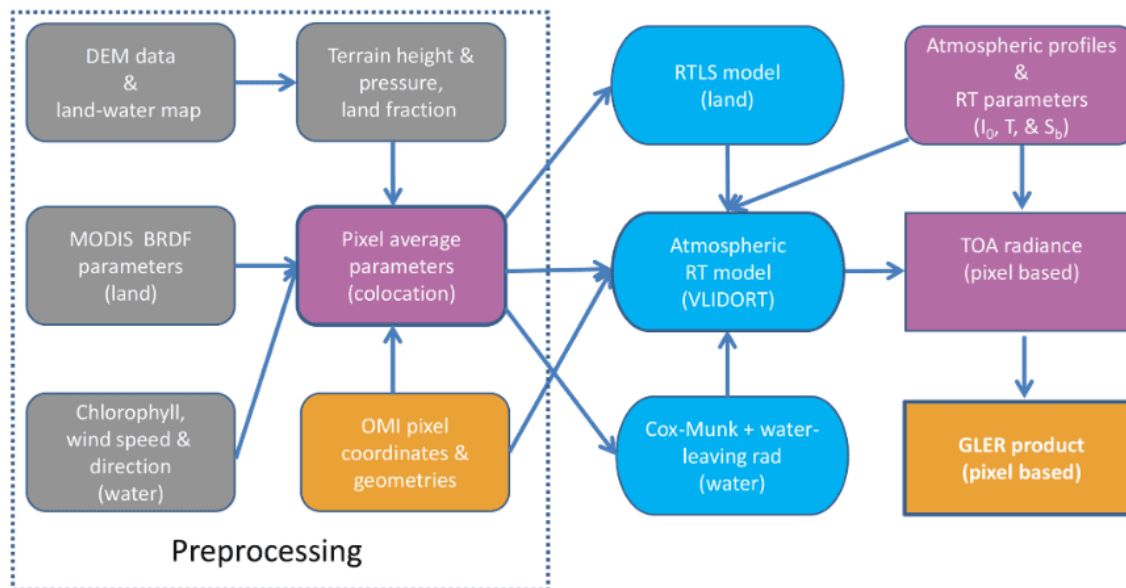 DEM data
&
land-water map
Terrain height &
pressure,
land fraction
RTLS model
(land)
Atmospheric profiles
&
RT parameters
(I₀, T, & S_b)
MODIS BRDF
parameters
(land)
Pixel average
parameters
(colocation)
Atmospheric
RT model
(VLIDORT)
TOA radiance
(pixel based)
Chlorophyll,
wind speed &
direction
(water)
OMI pixel
coordinates &
geometries
Cox-Munk + water-
leaving rad
(water)
GLER product
(pixel based)
Preprocessing